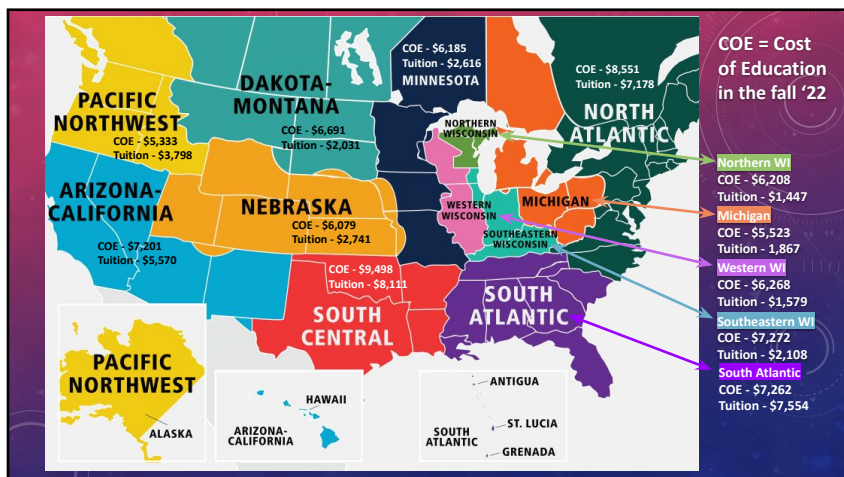 COE - $6,185
Tuition - $2,616
MINNESOTA
COE - $8,551
Tuition - $7,178
NORTH
ATLANTIC
DAKOTA-
MONTANA
COE - $6,691
Tuition - $2,031
PACIFIC
NORTHWEST
COE - $5,333
Tuition - $3,798
NORTHERN
WISCONSIN
ARIZONA-
CALIFORNIA
COE - $7,201
Tuition - $5,570
NEBRASKA
COE - $6,079
Tuition - $2,741
WESTERN
WISCONSIN
MICHIGAN
SOUTHEASTERN
WISCONSIN
COE - $9,498
Tuition - $8,111
SOUTH
CENTRAL
SOUTH
ATLANTIC
PACIFIC
NORTHWEST
ALASKA
HAWAII
ARIZONA-
CALIFORNIA
ANTIGUA
SOUTH
ATLANTIC
ST. LUCIA
GRENADA
COE = Cost
of Education
in the fall ‘22
Northern WI
COE - $6,208
Tuition - $1,447
Michigan
COE - $5,523
Tuition - 1,867
Western WI
COE - $6,268
Tuition - $1,579
Southeastern WI
COE - $7,272
Tuition - $2,108
South Atlantic
COE - $7,262
Tuition - $7,554